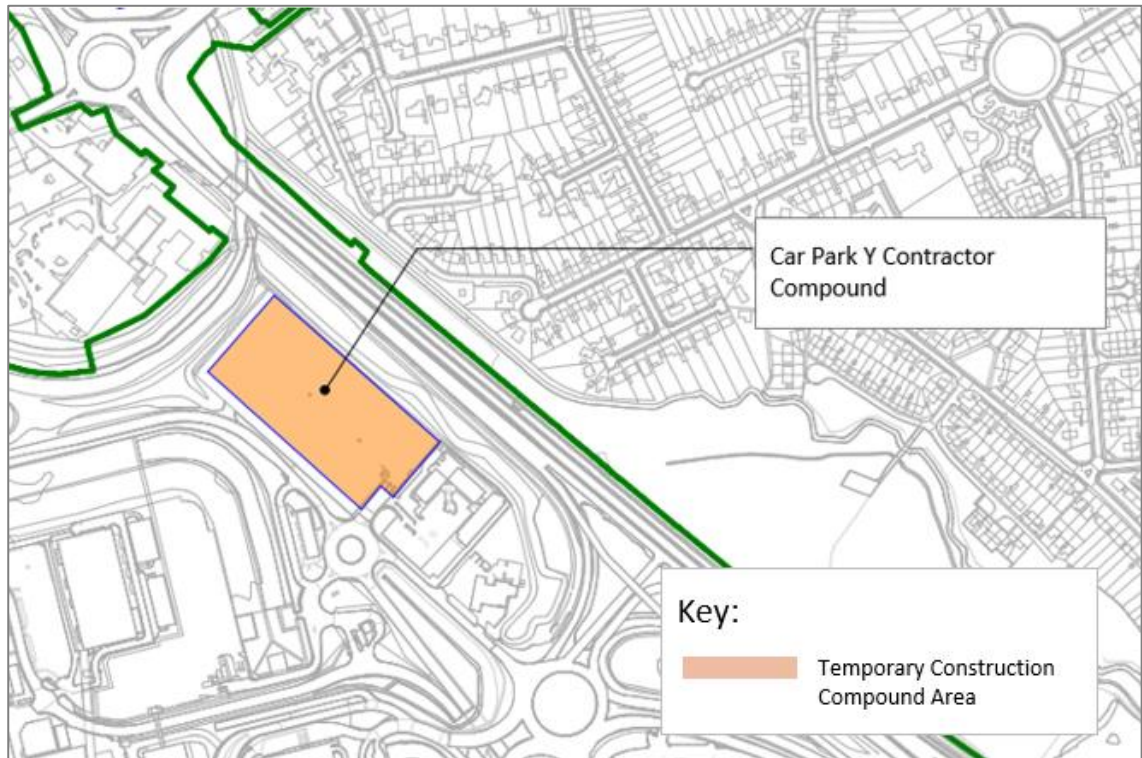 Car Park Y Contractor
Compound
Key:
Temporary Construction
Compound Area